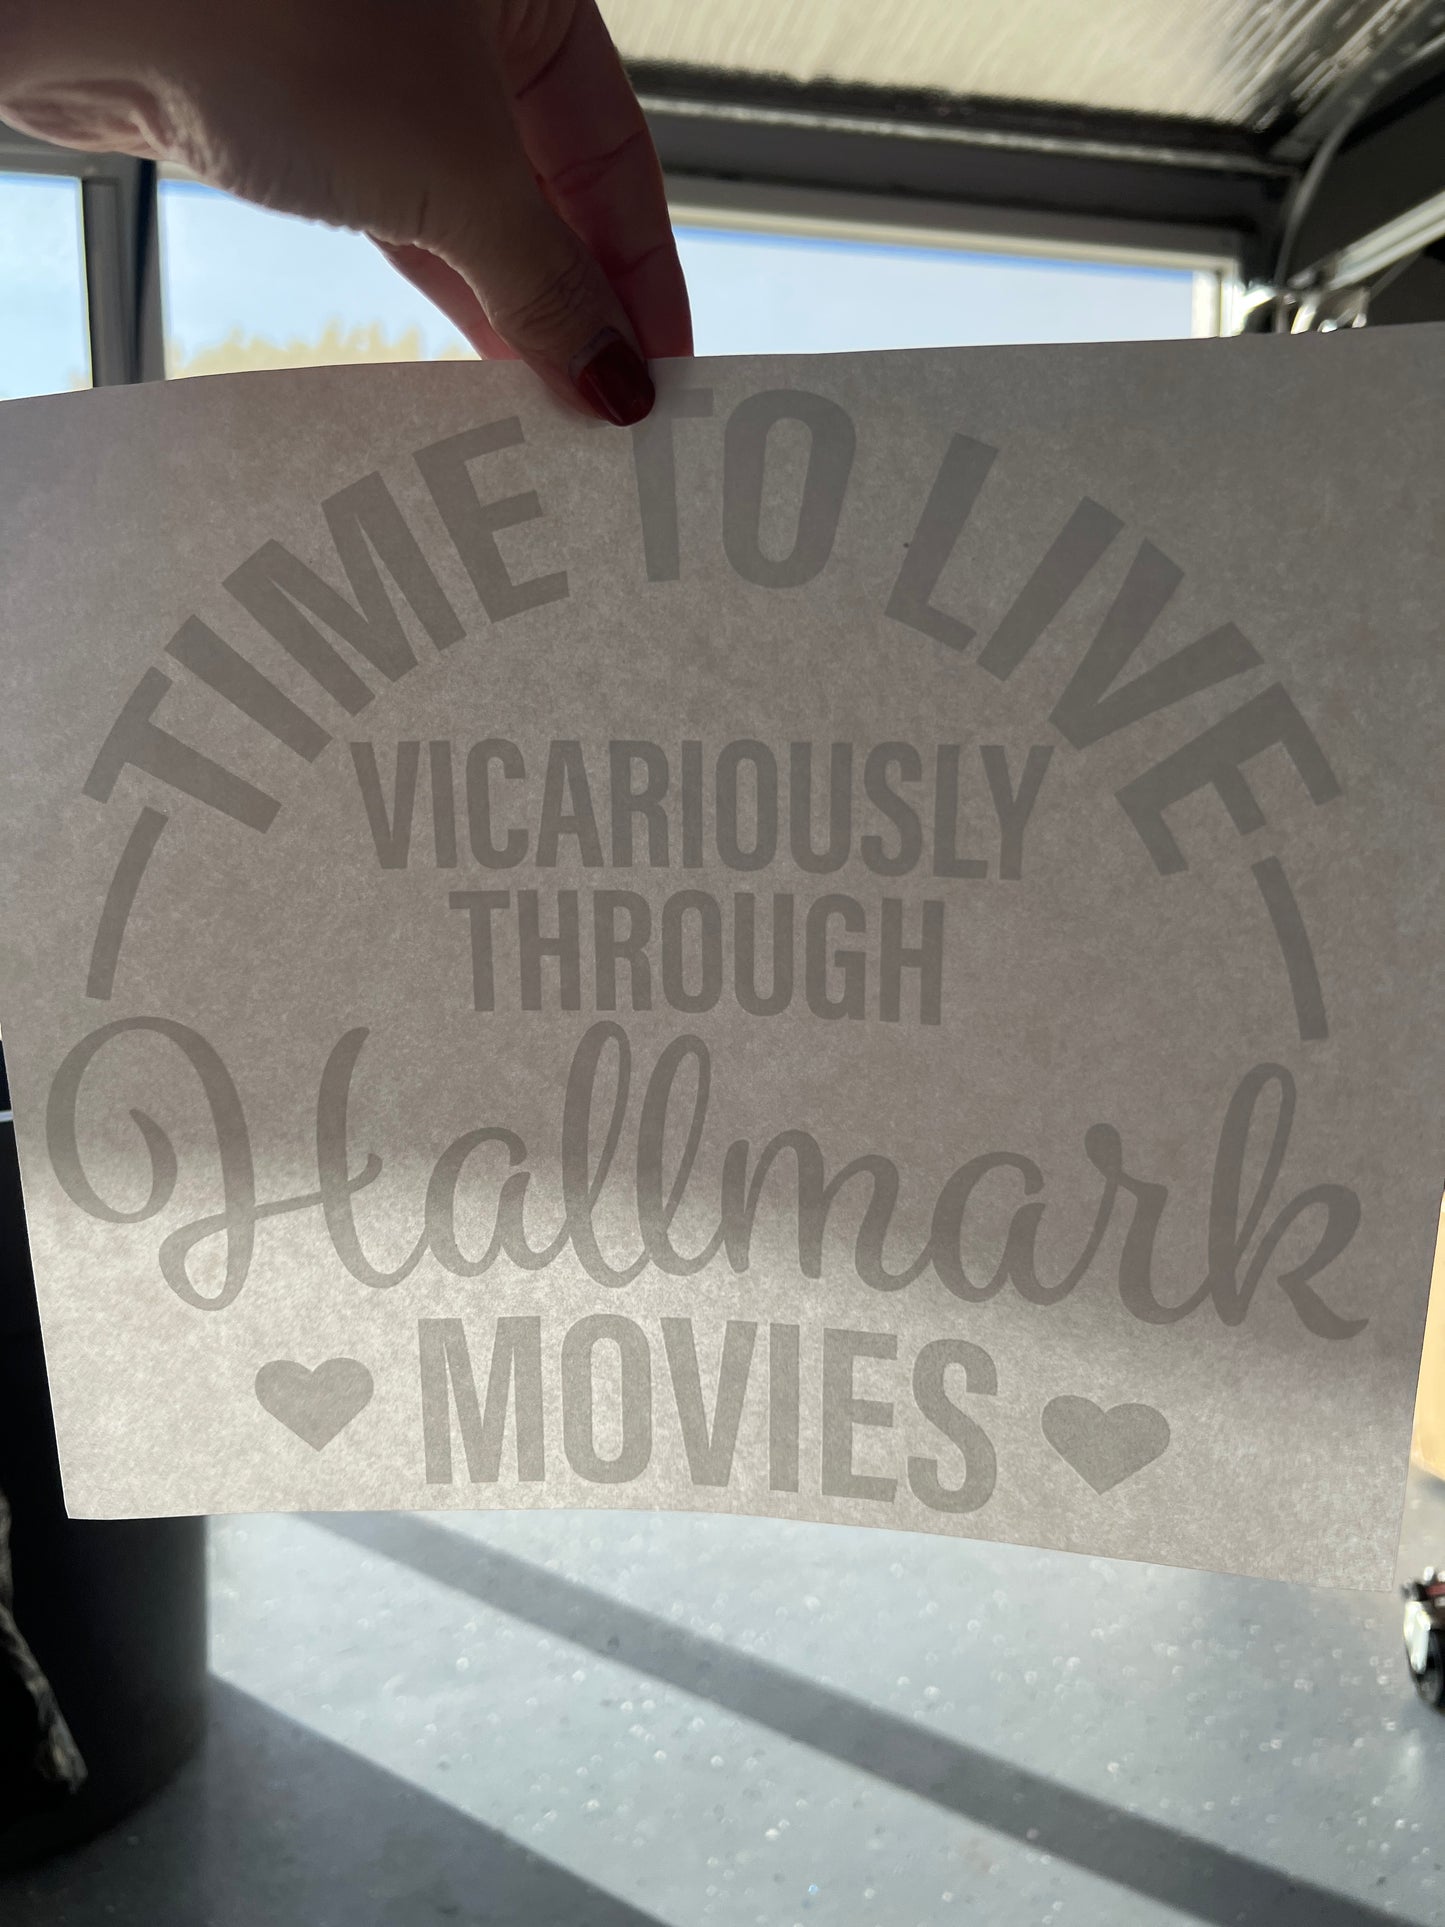 TIME TO LIVE
VICARIOUSLY
THROUGH
Hallmark
MOVIES